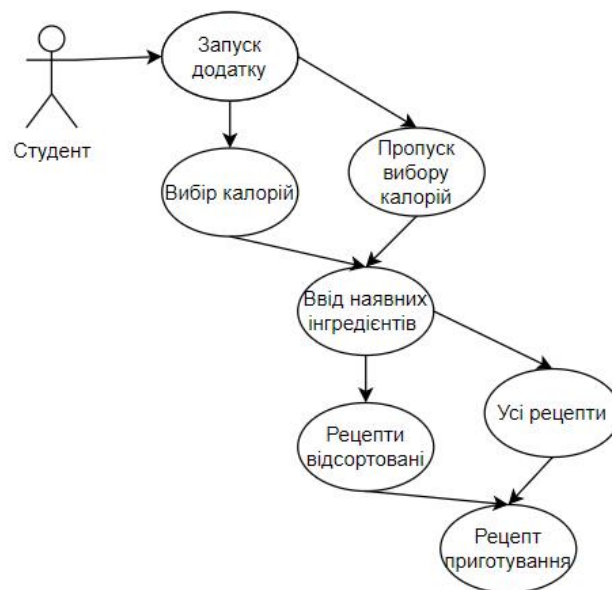 Запуск
додатку
Студент
Вибір калорій
Пропуск
вибору
калорій
Ввід наявних
інгредієнтів
Рецепти
відсортовані
Усі рецепти
Рецепт
приготування